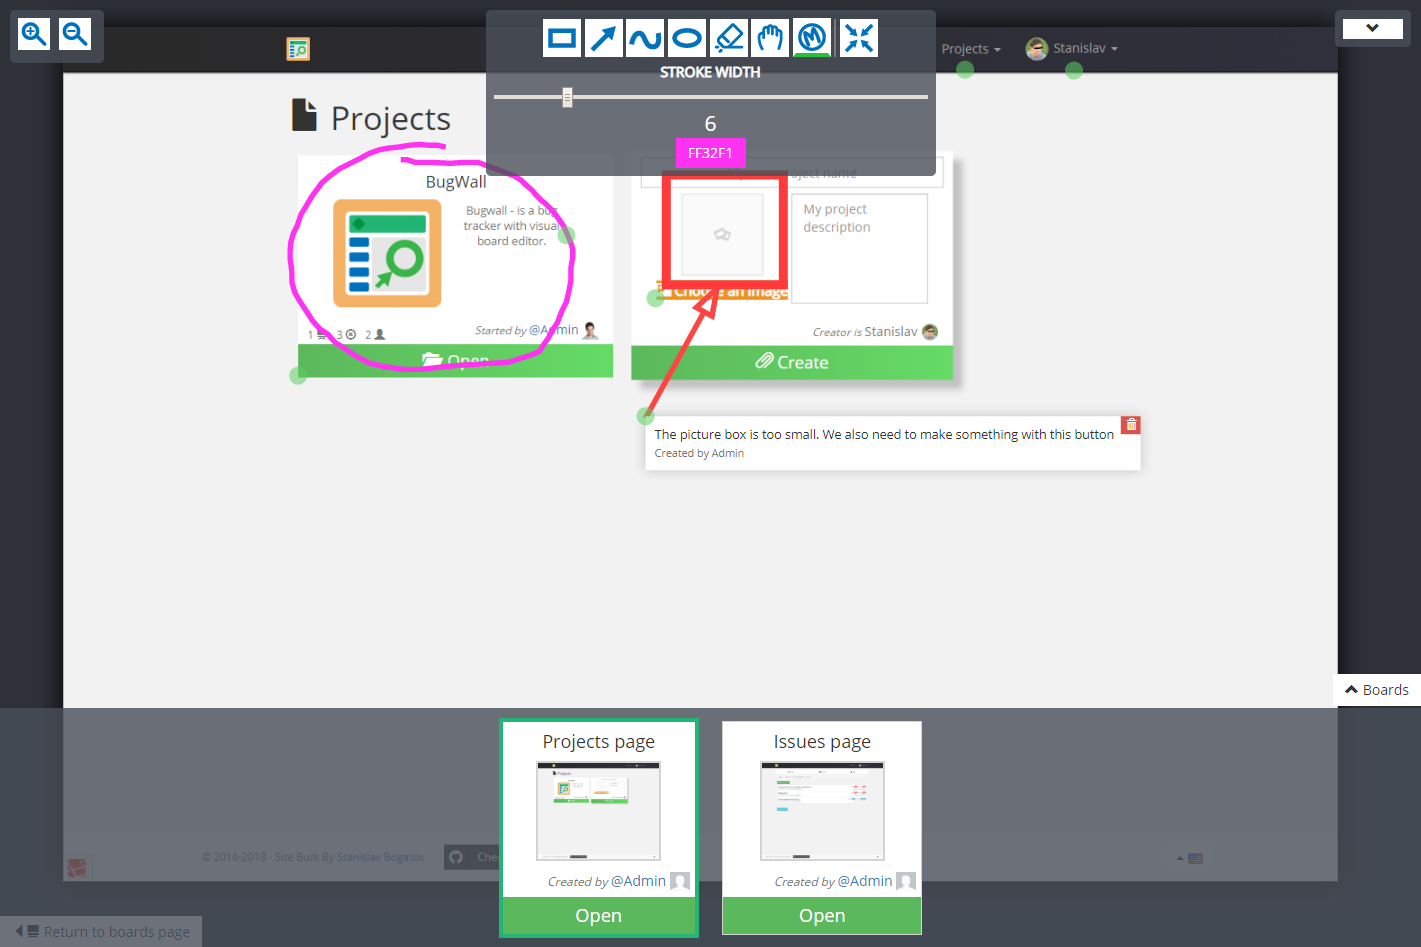 Projects
Stanislav
STROKE WIDTH
6
FF32F1
Projects
BugWall
Bugwall - is a bug
tracker with visual
board editor.
1 3 2
Started by @Admin
Open
project name
My project
description
Choose an image
Creator is Stanislav
Create
The picture box is too small. We also need to make something with this button
Created by Admin
Boards
Projects page
Created by @Admin
Open
Issues page
Created by @Admin
Open
© 2016-2018 - Site Built By Stanislav Bogatov
Return to boards page